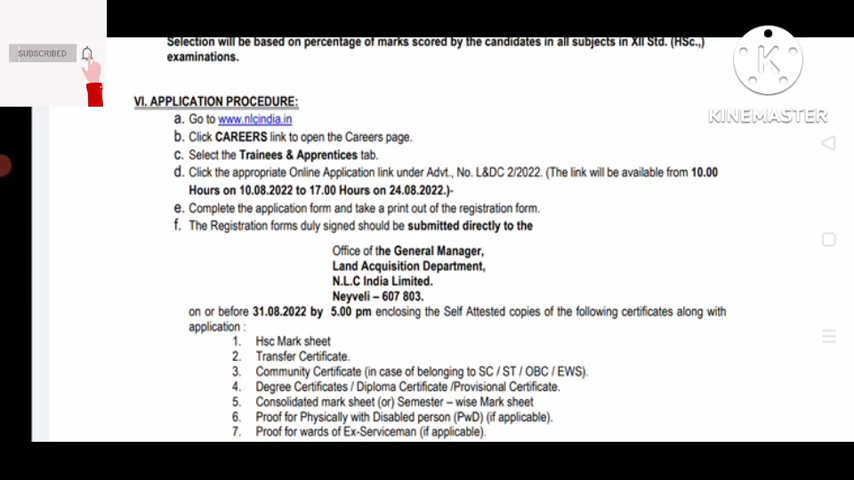 SUBSCRIBED
K
KINEMASTER
Selection will be based on percentage of marks scored by the candidates in all subjects in XII Std. (HSc.,)
examinations.
VI. APPLICATION PROCEDURE:
a. Go to www.nlcindia.in
b. Click CAREERS link to open the Careers page.
c. Select the Trainees & Apprentices tab.
d. Click the appropriate Online Application link under Advt., No. L&DC 2/2022. (The link will be available from 10.00
Hours on 10.08.2022 to 17.00 Hours on 24.08.2022.)-
e. Complete the application form and take a print out of the registration form.
f. The Registration forms duly signed should be submitted directly to the
Office of the General Manager,
Land Acquisition Department,
N.L.C India Limited.
Neyveli – 607 803.
on or before 31.08.2022 by 5.00 pm enclosing the Self Attested copies of the following certificates along with
application :
1. Hsc Mark sheet
2. Transfer Certificate.
3. Community Certificate (in case of belonging to SC / ST / OBC / EWS).
4. Degree Certificates / Diploma Certificate /Provisional Certificate.
5. Consolidated mark sheet (or) Semester – wise Mark sheet
6. Proof for Physically with Disabled person (PwD) (if applicable).
7. Proof for wards of Ex-Serviceman (if applicable).